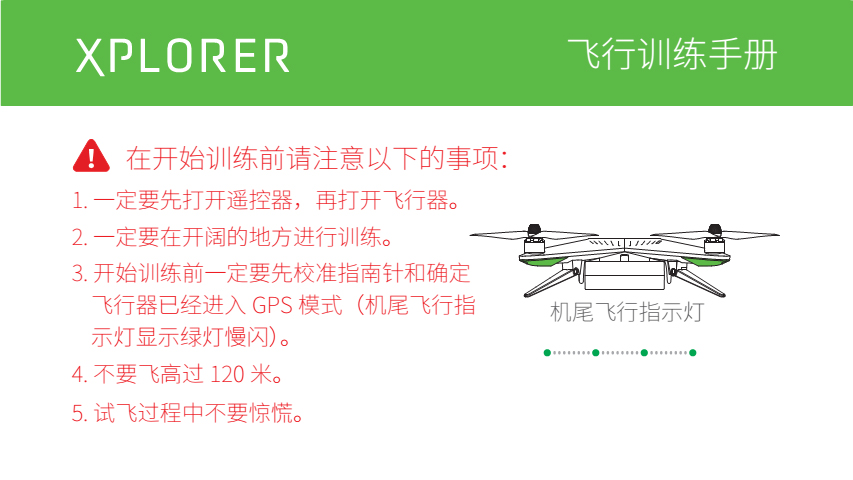 XPLORER
飞行训练手册
在开始训练前请注意以下的事项：
1. 一定要先打开遥控器，再打开飞行器。
2. 一定要在开阔的地方进行训练。
3. 开始训练前一定要先校准指南针和确定
飞行器已经进入 GPS 模式（机尾飞行指
示灯显示绿灯慢闪）。
4. 不要飞高过 120 米。
5. 试飞过程中不要惊慌。
机尾飞行指示灯